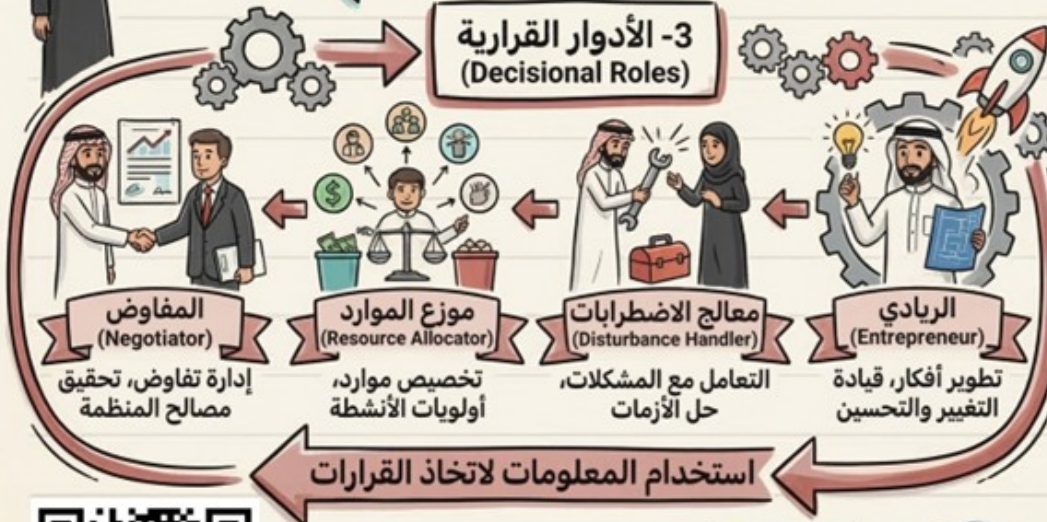 3- الأدوار القرارية
(Decisional Roles)
الريادي
(Entrepreneur)
تطوير أفكار، قيادة
التغيير والتحسين
معالج الاضطرابات
(Disturbance Handler)
التعامل مع المشكلات،
حل الأزمات
موزع الموارد
(Resource Allocator)
تخصيص موارد،
أولويات الأنشطة
المفاوض
(Negotiator)
إدارة تفاوض، تحقيق
مصالح المنظمة
استخدام المعلومات لاتخاذ القرارات